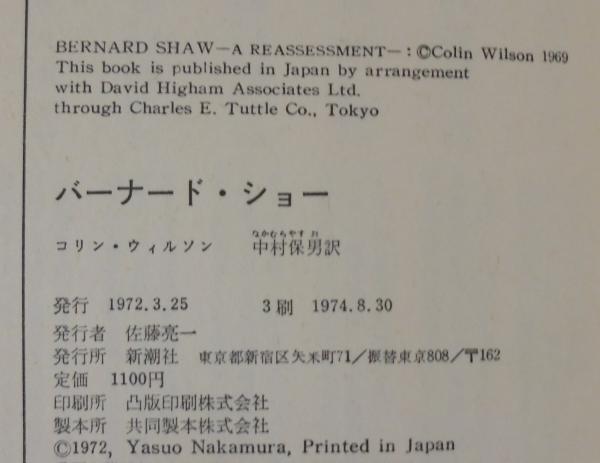 BERNARD SHAW—A REASSESSMENT—:©Colin Wilson 1969
This book is published in Japan by arrangement
with David Higham Associates Ltd.
through Charles E. Tuttle Co., Tokyo
バーナード・ショー
なかむらやす お
コリン・ウィルソン 中村保男訳
発行 1972.3.25 3刷 1974.8.30
発行者 佐藤亮一
発行所 新潮社 東京都新宿区矢来町71/振替東京808/〒162
定価 1100円
印刷所 凸版印刷株式会社
製本所 共同製本株式会社
©1972, Yasuo Nakamura, Printed in Japan